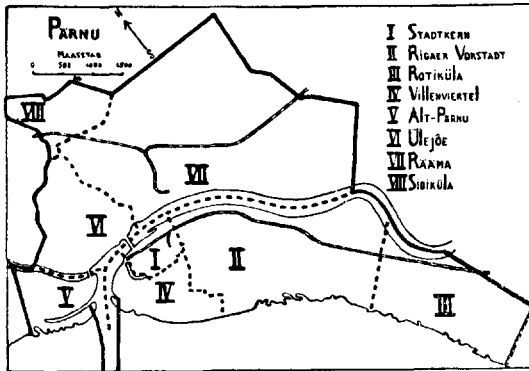 PÄRNU
MAASSTAB
0 500 1000 1500
N
S
I STADTKERN
II RIGAER VORSTADT
III ROTIKÜLA
IV VILLENVIERTEL
V ALT-PÄRNU
VI ÜLEJÕE
VII RÄÄMA
VIII SIBIKÜLA
VIII
VII
VI
I
II
V
IV
III